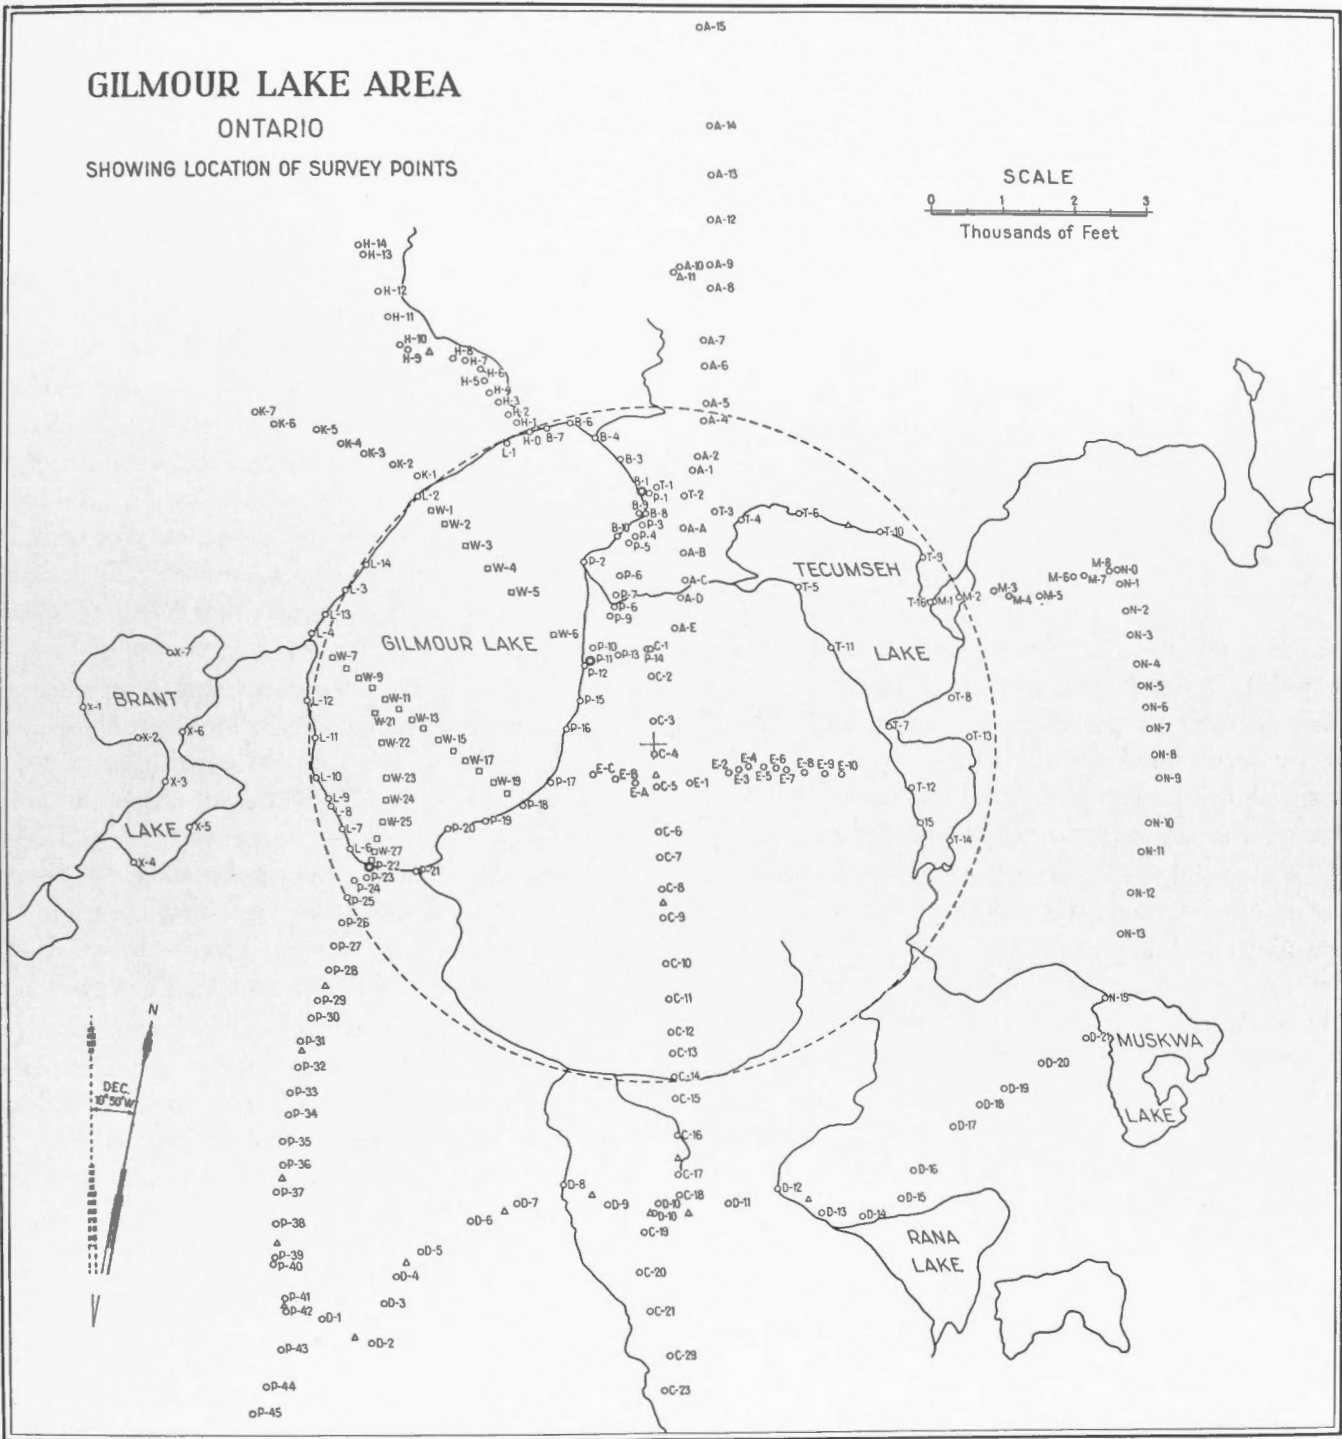 GILMOUR LAKE AREA
ONTARIO
SHOWING LOCATION OF SURVEY POINTS
SCALE
0 1 2 3
Thousands of Feet
A-15
A-14
A-13
A-12
A-10 A-9
A-11
A-8
A-7
A-6
A-5
A-4
A-2
A-1
A-A
A-B
A-C
A-D
A-E
H-14
H-13
H-12
H-11
H-10
H-9
H-8
H-7
H-6
H-5
H-4
H-3
H-2
H-1
H-0
K-7
K-6
K-5
K-4
K-3
K-2
K-1
B-7
B-6
B-4
B-3
B-1
B-9
B-8
B-10
L-1
L-2
L-14
L-3
L-13
L-4
L-12
L-11
L-10
L-9
L-8
L-7
L-6
W-1
W-2
W-3
W-4
W-5
W-6
W-7
W-9
W-11
W-21
W-13
W-22
W-15
W-17
W-23
W-19
W-24
W-25
W-27
T-1
T-2
T-3
T-4
T-6
T-10
T-9
T-5
T-16
T-11
T-8
T-7
T-13
T-12
15
T-14
P-1
P-3
P-4
P-5
P-2
P-6
P-7
P-6
P-9
P-10
P-13
P-14
P-11
P-12
P-15
P-16
P-17
P-18
P-19
P-20
P-21
P-22
P-23
P-24
P-25
P-26
P-27
P-28
P-29
P-30
P-31
P-32
P-33
P-34
P-35
P-36
P-37
P-38
P-39
P-40
P-41
P-42
P-43
P-44
P-45
M-1
M-2
M-3
M-4
M-5
M-6
M-7
M-8
N-0
N-1
N-2
N-3
N-4
N-5
N-6
N-7
N-8
N-9
N-10
N-11
N-12
N-13
N-15
TECUMSEH
LAKE
GILMOUR LAKE
BRANT
LAKE
X-7
X-1
X-2
X-6
X-3
X-5
X-4
C-1
C-2
C-3
C-4
C-5
C-6
C-7
C-8
C-9
C-10
C-11
C-12
C-13
C-14
C-15
C-16
C-17
C-18
C-19
C-20
C-21
C-29
C-23
E-C
E-B
E-A
E-1
E-2
E-3
E-4
E-5
E-6
E-7
E-8
E-9
E-10
D-21
D-20
D-19
D-18
D-17
D-16
D-15
D-14
D-13
D-12
D-11
D-10
D-10
D-9
D-8
D-7
D-6
D-5
D-4
D-3
D-2
D-1
MUSKWA
LAKE
RANA
LAKE
N
DEC.
10°50'W